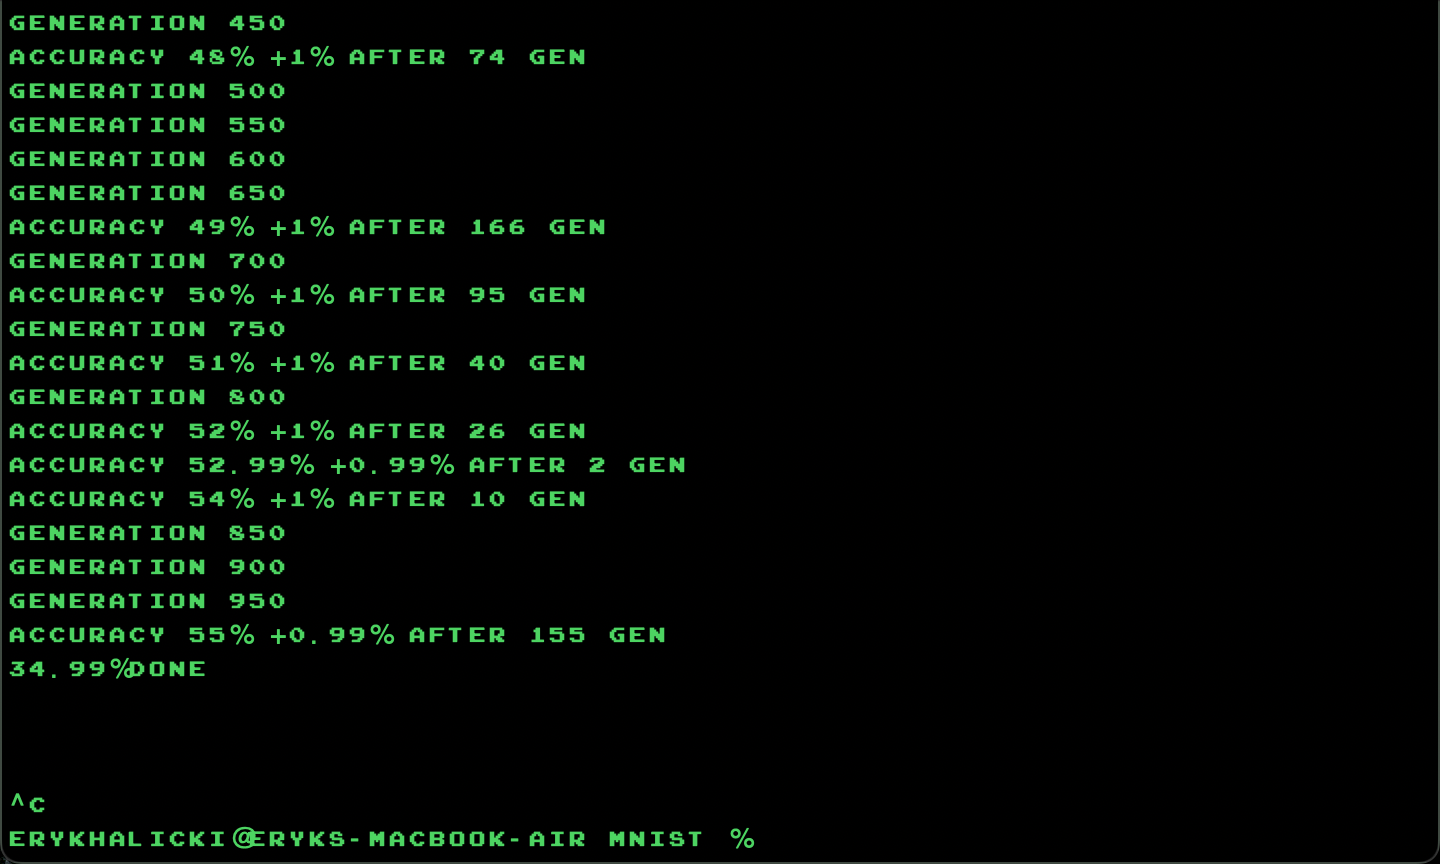 GENERATION 450
ACCURACY 48% +1% AFTER 74 GEN
GENERATION 500
GENERATION 550
GENERATION 600
GENERATION 650
ACCURACY 49% +1% AFTER 166 GEN
GENERATION 700
ACCURACY 50% +1% AFTER 95 GEN
GENERATION 750
ACCURACY 51% +1% AFTER 40 GEN
GENERATION 800
ACCURACY 52% +1% AFTER 26 GEN
ACCURACY 52.99% +0.99% AFTER 2 GEN
ACCURACY 54% +1% AFTER 10 GEN
GENERATION 850
GENERATION 900
GENERATION 950
ACCURACY 55% +0.99% AFTER 155 GEN
34.99%DONE
^C
ERYKHALICKI@ERYKS-MACBOOK-AIR MNIST %